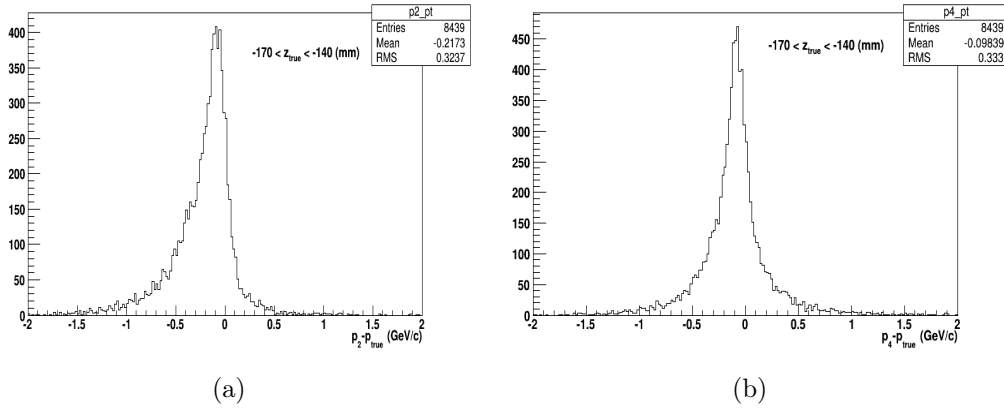 p2_pt
Entries 8439
Mean -0.2173
RMS 0.3237
-170 < z_true < -140 (mm)
400
350
300
250
200
150
100
50
0
-2 -1.5 -1 -0.5 0 0.5 1 1.5 2
p_2-p_true (GeV/c)
(a)
p4_pt
Entries 8439
Mean -0.09839
RMS 0.333
-170 < z_true < -140 (mm)
450
400
350
300
250
200
150
100
50
0
-2 -1.5 -1 -0.5 0 0.5 1 1.5 2
p_4-p_true (GeV/c)
(b)